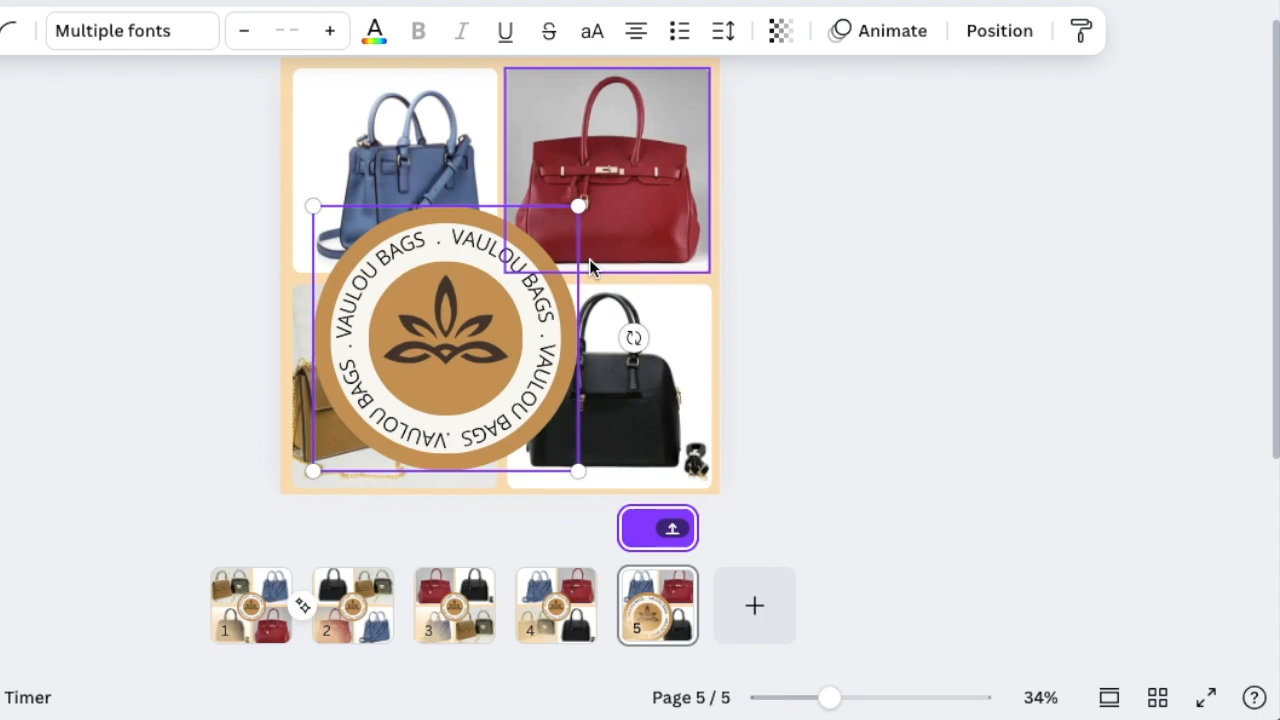 Multiple fonts
− -- + A B I U S aA Animate Position
VAULOU BAGS . VAULOU BAGS . VAULOU BAGS . VAULOU BAGS .
1 2 3 4 5 +
Timer
Page 5 / 5
34%
?